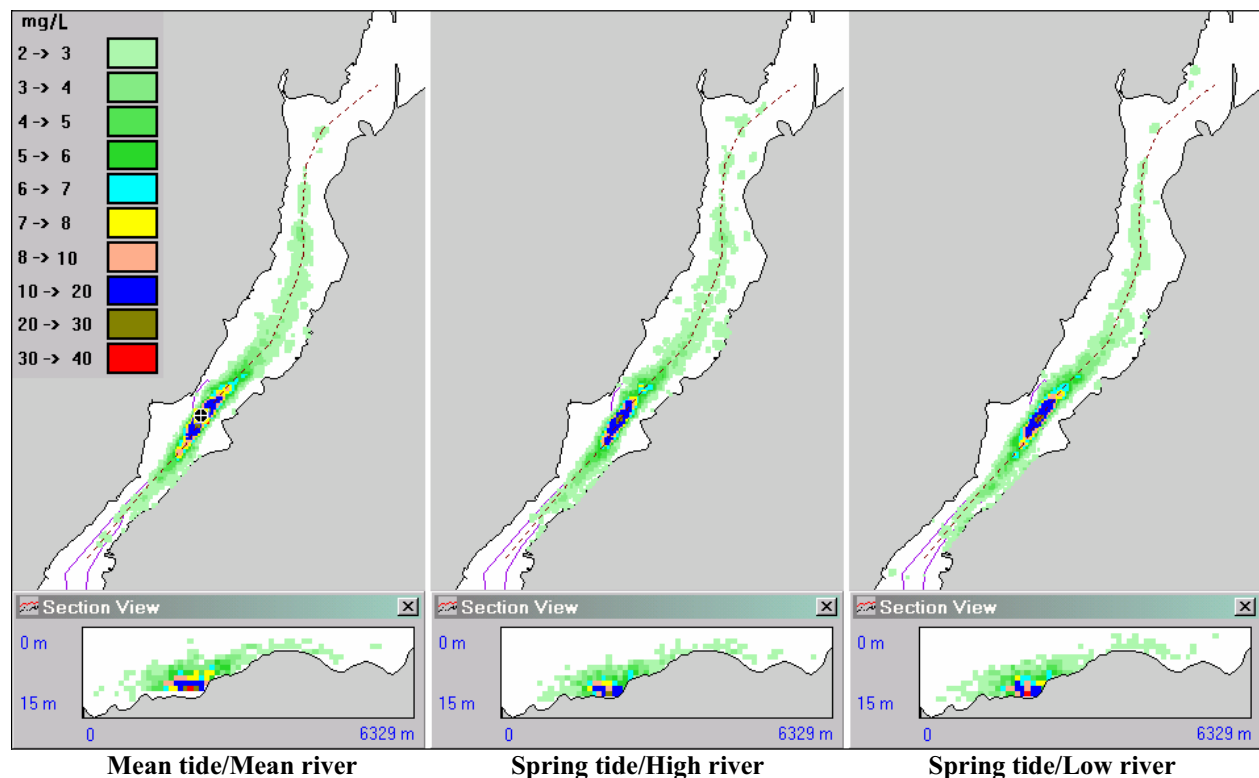 mg/L
2 -> 3
3 -> 4
4 -> 5
5 -> 6
6 -> 7
7 -> 8
8 -> 10
10 -> 20
20 -> 30
30 -> 40
Section View
0 m
15 m
0 6329 m
Section View
0 m
15 m
0 6329 m
Section View
0 m
15 m
0 6329 m
Mean tide/Mean river
Spring tide/High river
Spring tide/Low river